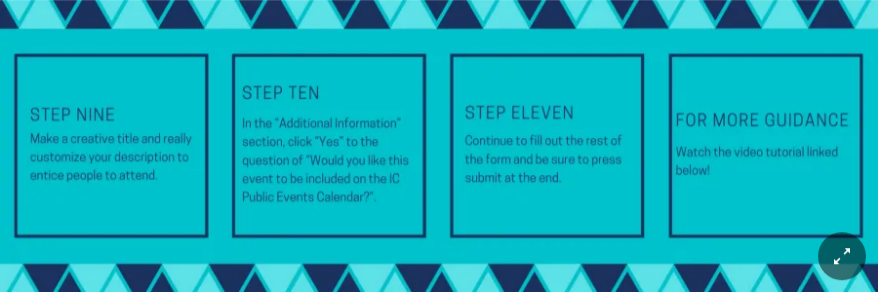 STEP NINE
Make a creative title and really
customize your description to
entice people to attend.
STEP TEN
In the "Additional Information"
section, click "Yes" to the
question of "Would you like this
event to be included on the IC
Public Events Calendar?".
STEP ELEVEN
Continue to fill out the rest of
the form and be sure to press
submit at the end.
FOR MORE GUIDANCE
Watch the video tutorial linked
below!